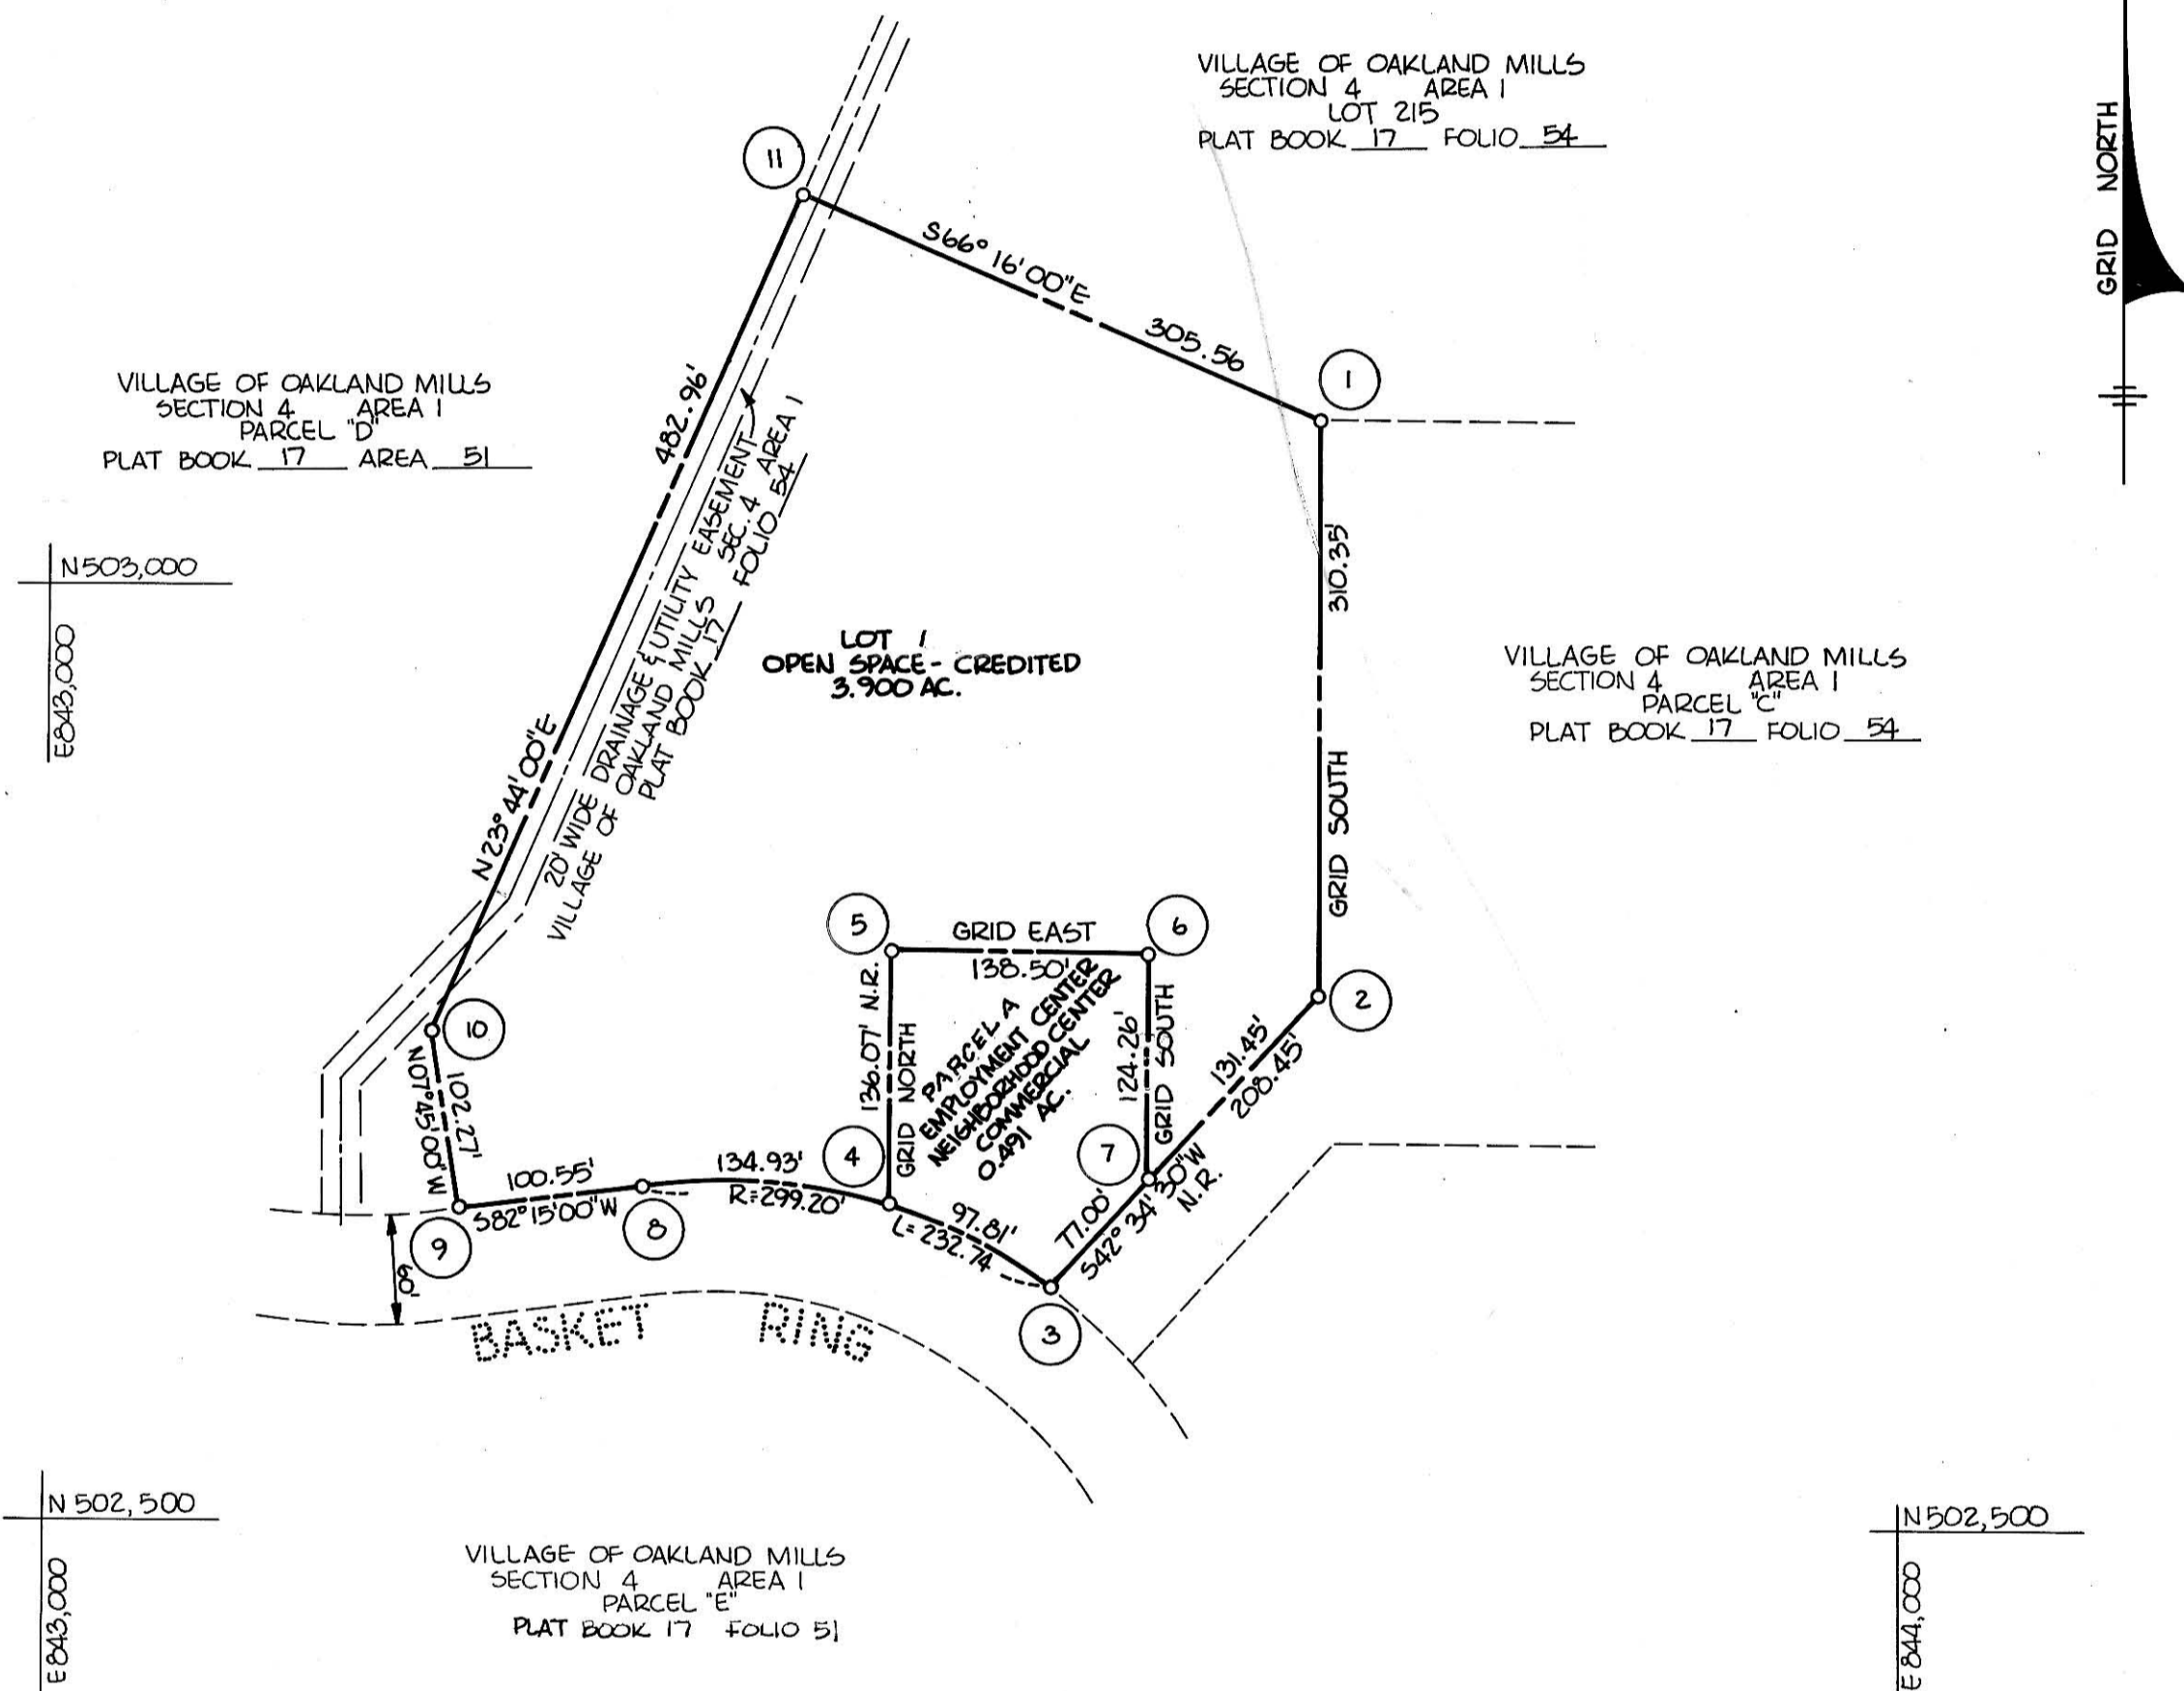 VILLAGE OF OAKLAND MILLS
SECTION 4 AREA 1
LOT 215
PLAT BOOK 17 FOLIO 54
GRID NORTH
11
S66° 16' 00"E
305.56
1
VILLAGE OF OAKLAND MILLS
SECTION 4 AREA 1
PARCEL "D"
PLAT BOOK 17 AREA 51
482.96'
N23° 44' 00"E
20' WIDE DRAINAGE & UTILITY EASEMENT
VILLAGE OF OAKLAND MILLS SEC. 4 AREA 1
PLAT BOOK 17 FOLIO 54
N503,000
E843,000
310.35'
GRID SOUTH
LOT 1
OPEN SPACE - CREDITED
3.900 AC.
VILLAGE OF OAKLAND MILLS
SECTION 4 AREA 1
PARCEL "C"
PLAT BOOK 17 FOLIO 54
5
GRID EAST
138.50'
6
2
136.07' N.R.
GRID NORTH
PARCEL A
EMPLOYMENT CENTER
NEIGHBORHOOD CENTER
COMMERCIAL
0.491 AC.
124.26'
GRID SOUTH
131.45'
208.45'
10
102.27'
N07° 45' 00"W
4
7
100.55'
S82° 15' 00"W
134.93'
R=299.20'
97.81'
L=232.74
77.00'
S42° 34' 30"W
N.R.
9
8
60'
3
BASKET RING
N 502,500
E 843,000
N 502,500
E 844,000
VILLAGE OF OAKLAND MILLS
SECTION 4 AREA 1
PARCEL "E"
PLAT BOOK 17 FOLIO 51